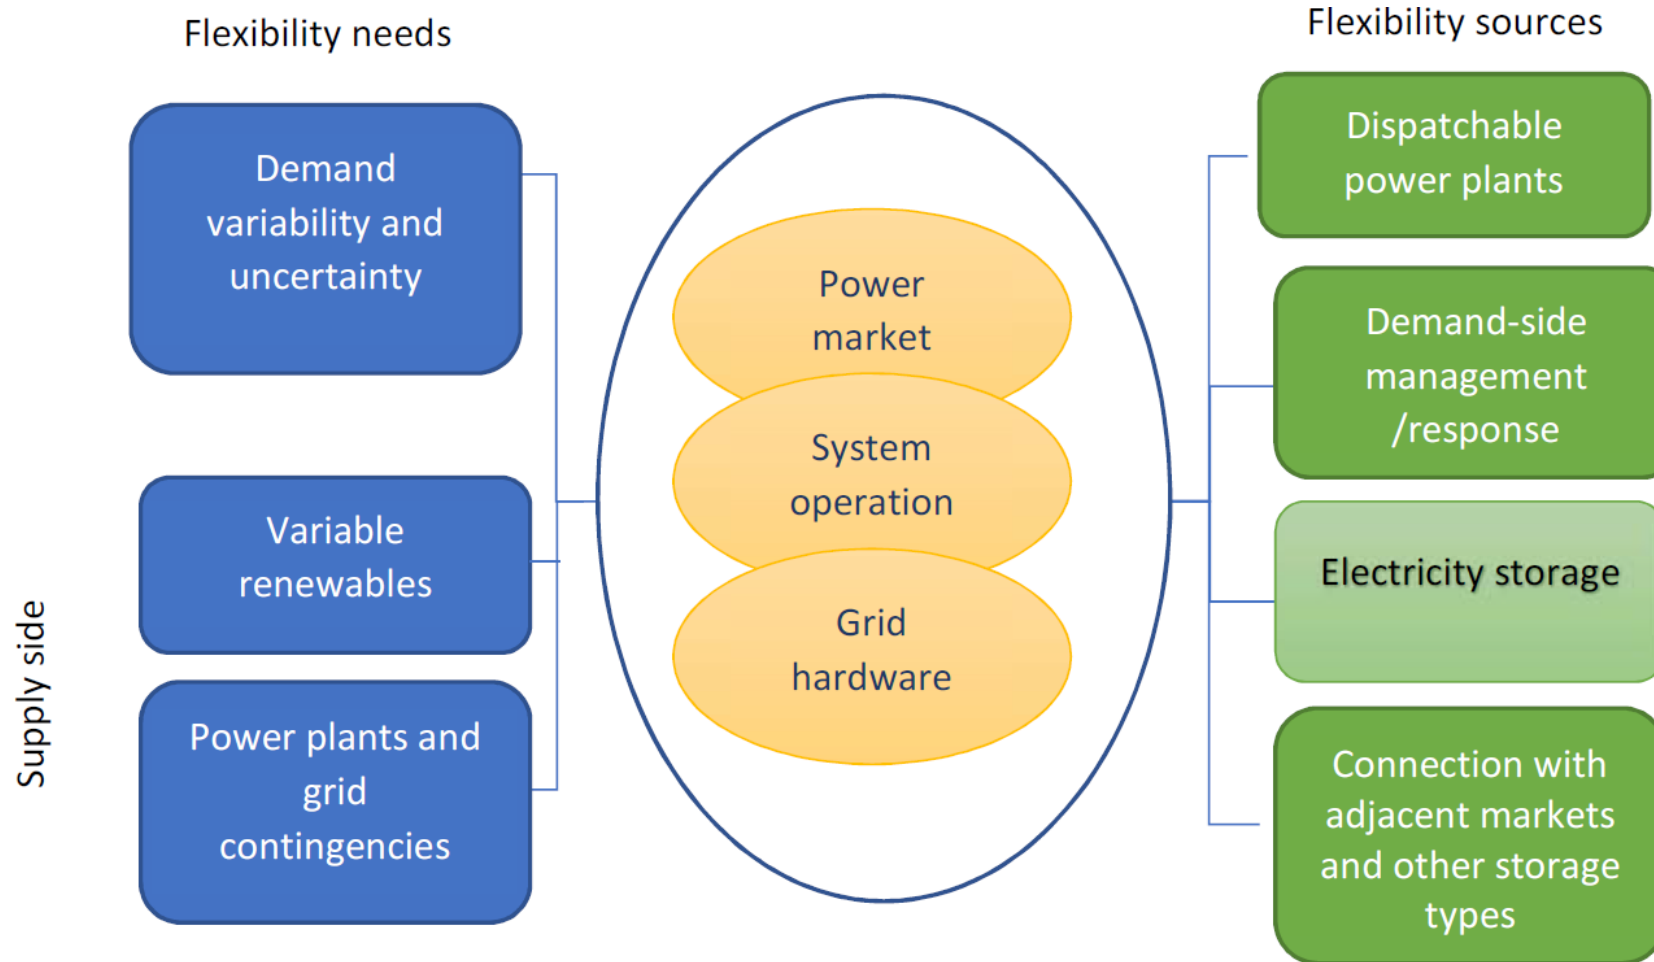 Flexibility needs
Demand
variability and
uncertainty
Variable
renewables
Power plants and
grid
contingencies
Supply side
Power
market
System
operation
Grid
hardware
Flexibility sources
Dispatchable
power plants
Demand-side
management
/response
Electricity storage
Connection with
adjacent markets
and other storage
types